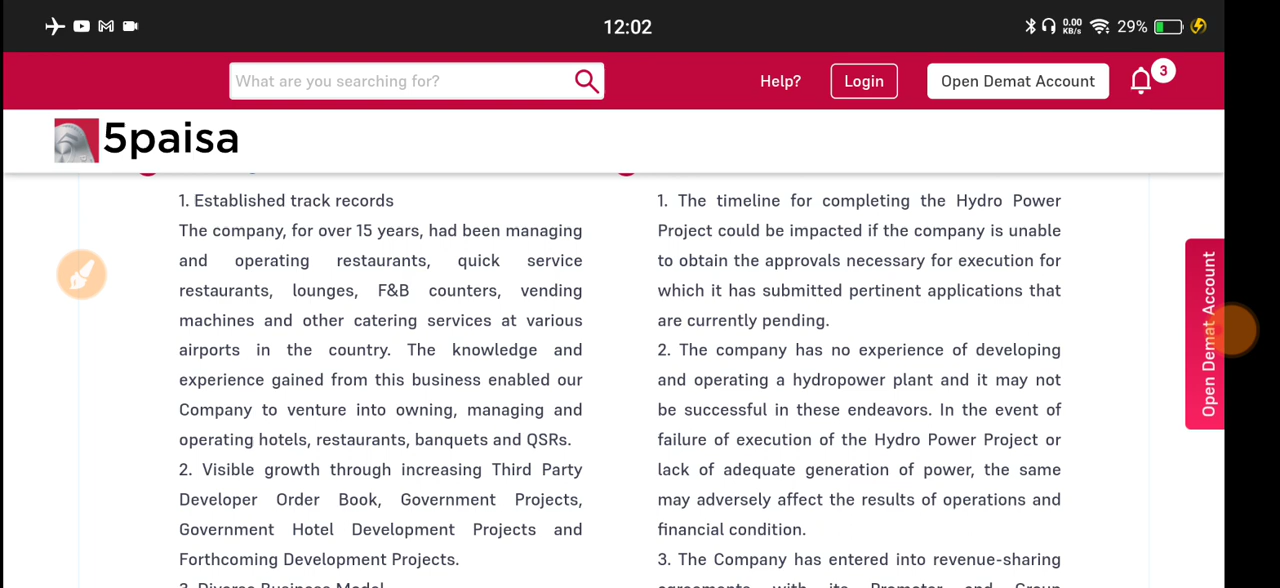 12:02
0.00
KB/s
29%
What are you searching for?
Help?
Login
Open Demat Account
3
5paisa
1. Established track records
The company, for over 15 years, had been managing
and operating restaurants, quick service
restaurants, lounges, F&B counters, vending
machines and other catering services at various
airports in the country. The knowledge and
experience gained from this business enabled our
Company to venture into owning, managing and
operating hotels, restaurants, banquets and QSRs.
2. Visible growth through increasing Third Party
Developer Order Book, Government Projects,
Government Hotel Development Projects and
Forthcoming Development Projects.
3. Diverse Business Model
1. The timeline for completing the Hydro Power
Project could be impacted if the company is unable
to obtain the approvals necessary for execution for
which it has submitted pertinent applications that
are currently pending.
2. The company has no experience of developing
and operating a hydropower plant and it may not
be successful in these endeavors. In the event of
failure of execution of the Hydro Power Project or
lack of adequate generation of power, the same
may adversely affect the results of operations and
financial condition.
3. The Company has entered into revenue-sharing
agreements with its Promoter and Group
Open Demat Account